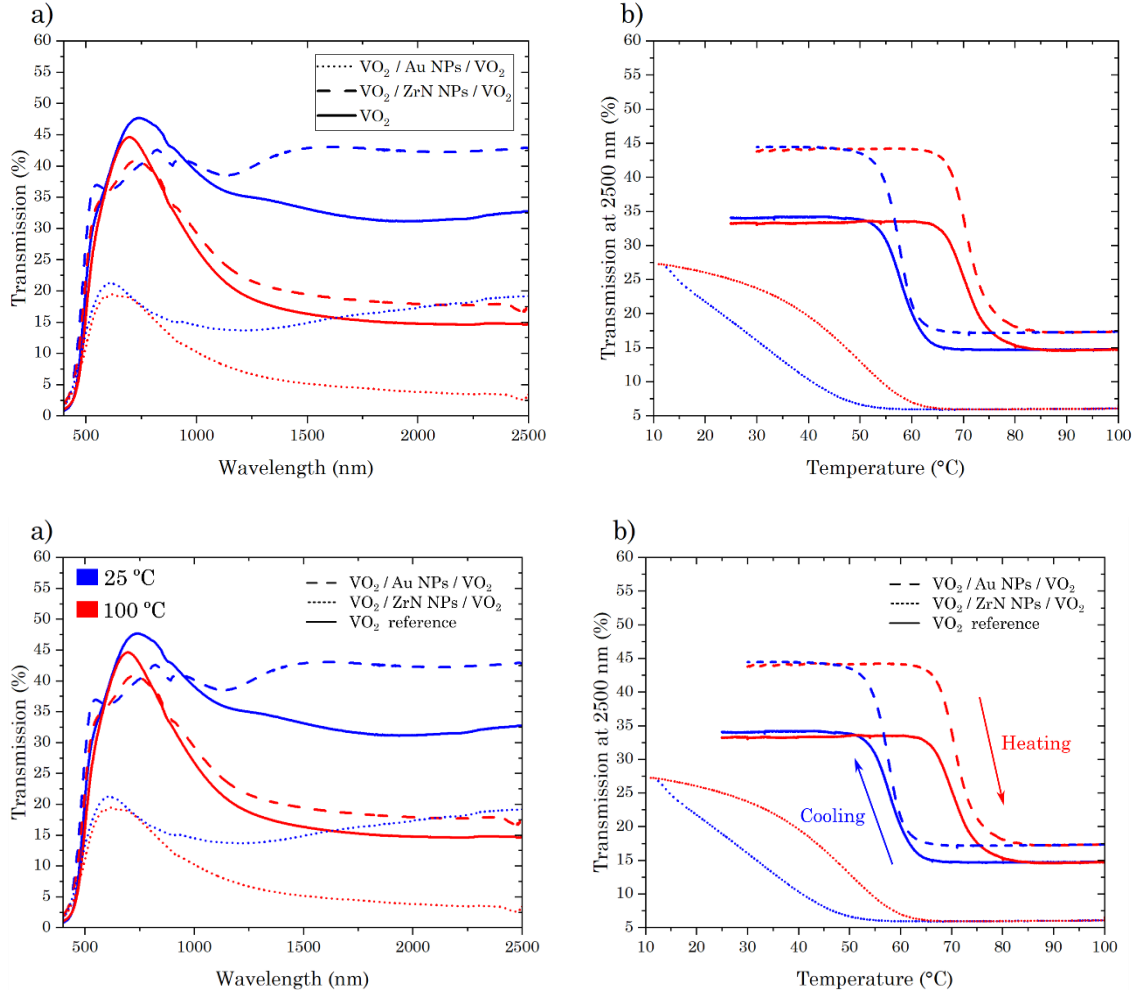 a)
Transmission (%)
60
55
50
45
40
35
30
25
20
15
10
5
0
VO₂ / Au NPs / VO₂
VO₂ / ZrN NPs / VO₂
VO₂
500 1000 1500 2000 2500
Wavelength (nm)
b)
Transmission at 2500 nm (%)
60
55
50
45
40
35
30
25
20
15
10
5
10 20 30 40 50 60 70 80 90 100
Temperature (°C)
a)
Transmission (%)
60
55
50
45
40
35
30
25
20
15
10
5
0
25 ºC
100 ºC
VO₂ / Au NPs / VO₂
VO₂ / ZrN NPs / VO₂
VO₂ reference
500 1000 1500 2000 2500
Wavelength (nm)
b)
Transmission at 2500 nm (%)
60
55
50
45
40
35
30
25
20
15
10
5
VO₂ / Au NPs / VO₂
VO₂ / ZrN NPs / VO₂
VO₂ reference
Heating
Cooling
10 20 30 40 50 60 70 80 90 100
Temperature (°C)